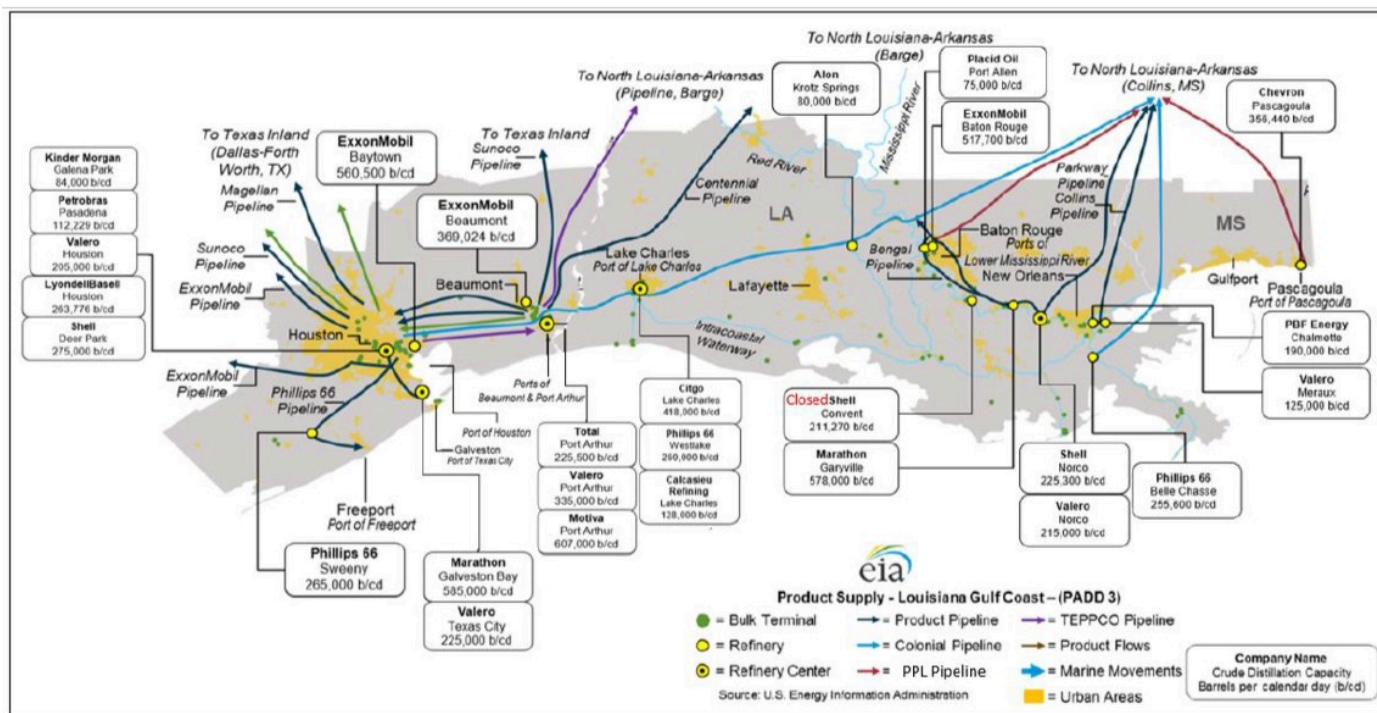 To North Louisiana-Arkansas
(Barge)
Placid Oil
Port Allen
75,000 b/cd
To North Louisiana-Arkansas
(Collins, MS)
To North Louisiana-Arkansas
(Pipeline, Barge)
Alon
Krotz Springs
80,000 b/cd
Chevron
Pascagoula
356,440 b/cd
ExxonMobil
Baton Rouge
517,700 b/cd
Mississippi River
Red River
To Texas Inland
(Dallas-Forth
Worth, TX)
Magellan
Pipeline
ExxonMobil
Baytown
560,500 b/cd
To Texas Inland
Sunoco
Pipeline
Kinder Morgan
Galena Park
84,000 b/cd
Petrobras
Pasadena
112,229 b/cd
Valero
Houston
205,000 b/cd
LyondellBasell
Houston
263,776 b/cd
Shell
Deer Park
275,000 b/cd
ExxonMobil
Beaumont
369,024 b/cd
Centennial
Pipeline
LA
Parkway
Pipeline
Collins
Pipeline
MS
Sunoco
Pipeline
ExxonMobil
Pipeline
Beaumont
Lake Charles
Port of Lake Charles
Lafayette
Bengal
Pipeline
Baton Rouge
Ports of
Lower Mississippi River
New Orleans
Gulfport
Pascagoula
Port of Pascagoula
Houston
Intracoastal
Waterway
ExxonMobil
Pipeline
Phillips 66
Pipeline
Ports of
Beaumont & Port Arthur
Port of Houston
Galveston
Port of Texas City
Freeport
Port of Freeport
Phillips 66
Sweeny
265,000 b/cd
Marathon
Galveston Bay
585,000 b/cd
Valero
Texas City
225,000 b/cd
Total
Port Arthur
225,500 b/cd
Valero
Port Arthur
335,000 b/cd
Motiva
Port Arthur
607,000 b/cd
Citgo
Lake Charles
418,000 b/cd
Phillips 66
Westlake
260,000 b/cd
Calcasieu
Refining
Lake Charles
128,000 b/cd
Closed Shell
Convent
211,270 b/cd
Marathon
Garyville
578,000 b/cd
Shell
Norco
225,300 b/cd
Valero
Norco
215,000 b/cd
Phillips 66
Belle Chasse
255,600 b/cd
PBF Energy
Chalmette
190,000 b/cd
Valero
Meraux
125,000 b/cd
eia
Product Supply - Louisiana Gulf Coast – (PADD 3)
= Bulk Terminal
= Product Pipeline
= TEPPCO Pipeline
= Refinery
= Colonial Pipeline
= Product Flows
= Refinery Center
= PPL Pipeline
= Marine Movements
Source: U.S. Energy Information Administration
= Urban Areas
Company Name
Crude Distillation Capacity
Barrels per calendar day (b/cd)